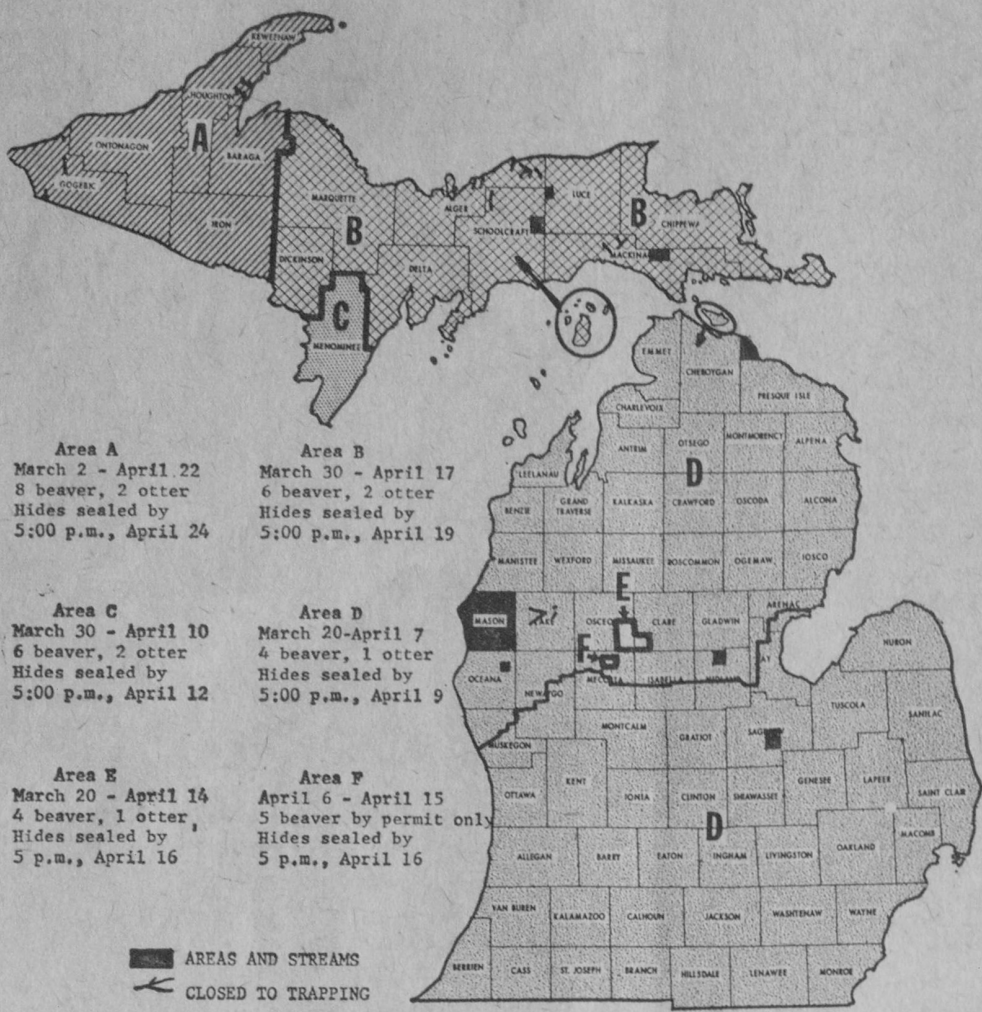 KEWEENAW
HOUGHTON
ONTONAGON
A
BARAGA
GOGEBIC
IRON
MARQUETTE
ALGER
LUCE
SCHOOLCRAFT
B
CHIPPEWA
B
DICKINSON
DELTA
MACKINA
C
MENOMINEE
EMMET
CHEBOYGAN
PRESQUE ISLE
CHARLEVOIX
ANTRIM
OTSEGO
MONTMORENCY
ALPENA
D
LEELANAU
BENZIE
GRAND
TRAVERSE
KALKASKA
CRAWFORD
OSCODA
ALCONA
MANISTEE
WEXFORD
MISSAUKEE
ROSCOMMON
OGEMAW
IOSCO
E
MASON
LAKE
OSCEO
CLARE
GLADWIN
ARENAC
F
HURON
OCEANA
NEWAYGO
MECOSTA
ISABELLA
MIDLAND
AY
TUSCOLA
SANILAC
MONTCALM
GRATIOT
SAGINAW
MUSKEGON
KENT
OTTAWA
IONIA
CLINTON
SHIAWASSEE
GENESEE
LAPEER
SAINT CLAIR
D
MACOMB
OAKLAND
ALLEGAN
BARRY
EATON
INGHAM
LIVINGSTON
VAN BUREN
KALAMAZOO
CALHOUN
JACKSON
WASHTENAW
WAYNE
BERRIEN
CASS
ST. JOSEPH
BRANCH
HILLSDALE
LENAWEE
MONROE
Area A
March 2 - April 22
8 beaver, 2 otter
Hides sealed by
5:00 p.m., April 24
Area B
March 30 - April 17
6 beaver, 2 otter
Hides sealed by
5:00 p.m., April 19
Area C
March 30 - April 10
6 beaver, 2 otter
Hides sealed by
5:00 p.m., April 12
Area D
March 20-April 7
4 beaver, 1 otter
Hides sealed by
5:00 p.m., April 9
Area E
March 20 - April 14
4 beaver, 1 otter
Hides sealed by
5 p.m., April 16
Area F
April 6 - April 15
5 beaver by permit only
Hides sealed by
5 p.m., April 16
AREAS AND STREAMS
CLOSED TO TRAPPING